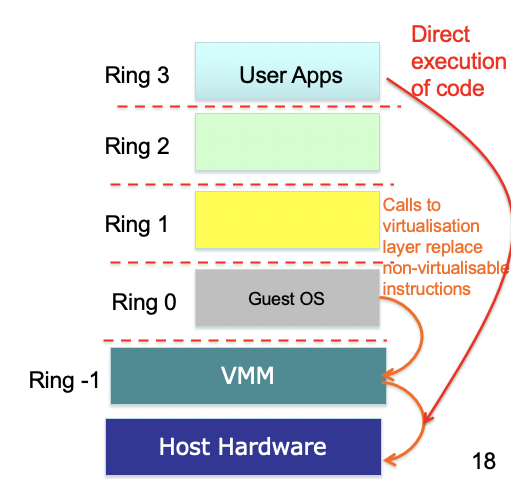 Direct
execution
of code
Ring 3
User Apps
Ring 2
Ring 1
Calls to
virtualisation
layer replace
non-virtualisable
instructions
Ring 0
Guest OS
Ring -1
VMM
Host Hardware
18